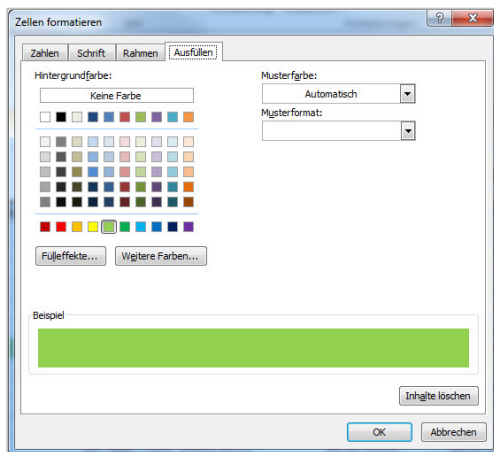 Zellen formatieren
Zahlen Schrift Rahmen Ausfüllen
Hintergrundfarbe:
Keine Farbe
Fülleffekte... Weitere Farben...
Musterfarbe:
Automatisch
Musterformat:
Beispiel
Inhalte löschen
OK Abbrechen